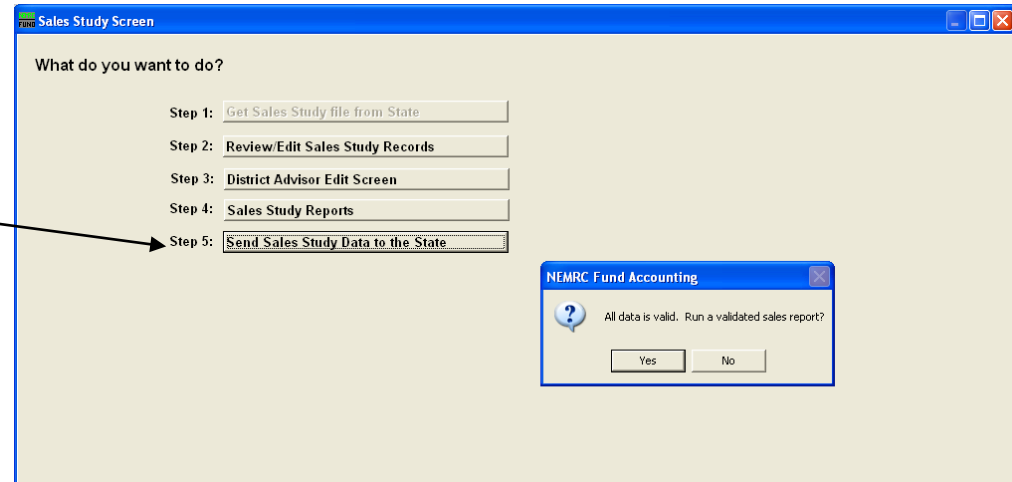 FUND Sales Study Screen
What do you want to do?
Step 1: Get Sales Study file from State
Step 2: Review/Edit Sales Study Records
Step 3: District Advisor Edit Screen
Step 4: Sales Study Reports
Step 5: Send Sales Study Data to the State
NEMRC Fund Accounting
All data is valid. Run a validated sales report?
Yes No